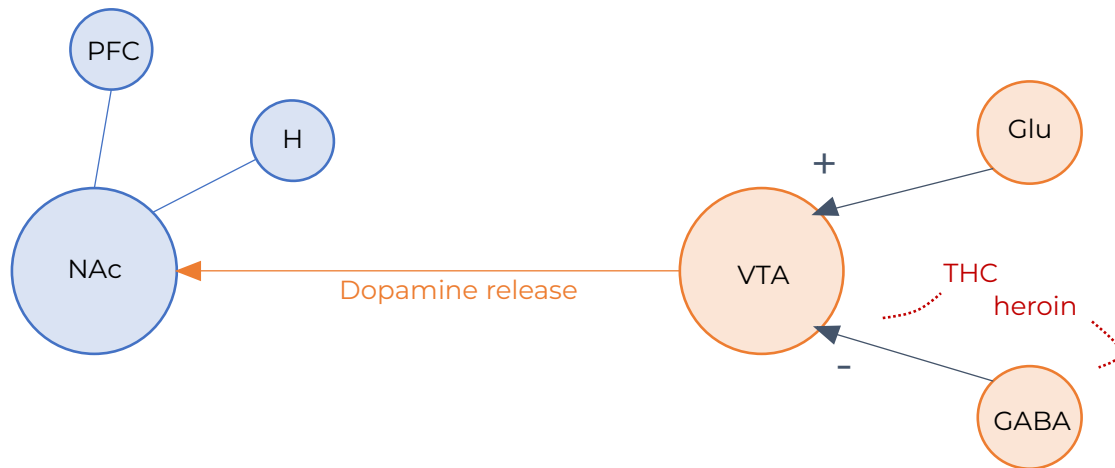 PFC
H
Glu
+
NAc
VTA
THC
Dopamine release
heroin
-
GABA